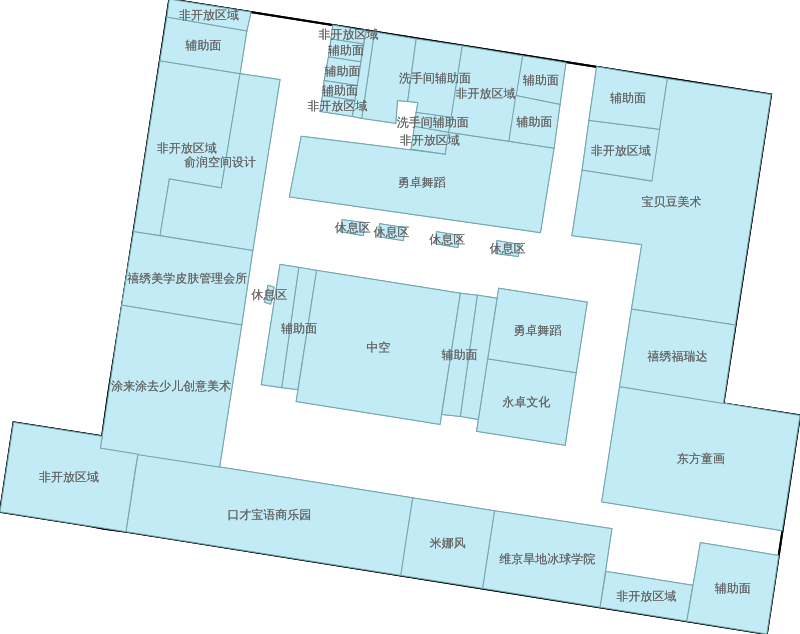 非开放区域
辅助面
非开放区域
辅助面
辅助面
辅助面
非开放区域
洗手间辅助面
非开放区域
辅助面
辅助面
洗手间辅助面
非开放区域
辅助面
非开放区域
宝贝豆美术
非开放区域
俞润空间设计
勇卓舞蹈
休息区
休息区
休息区
休息区
禧绣美学皮肤管理会所
休息区
辅助面
中空
辅助面
勇卓舞蹈
禧绣福瑞达
涂来涂去少儿创意美术
永卓文化
东方童画
非开放区域
口才宝语商乐园
米娜风
维京旱地冰球学院
非开放区域
辅助面